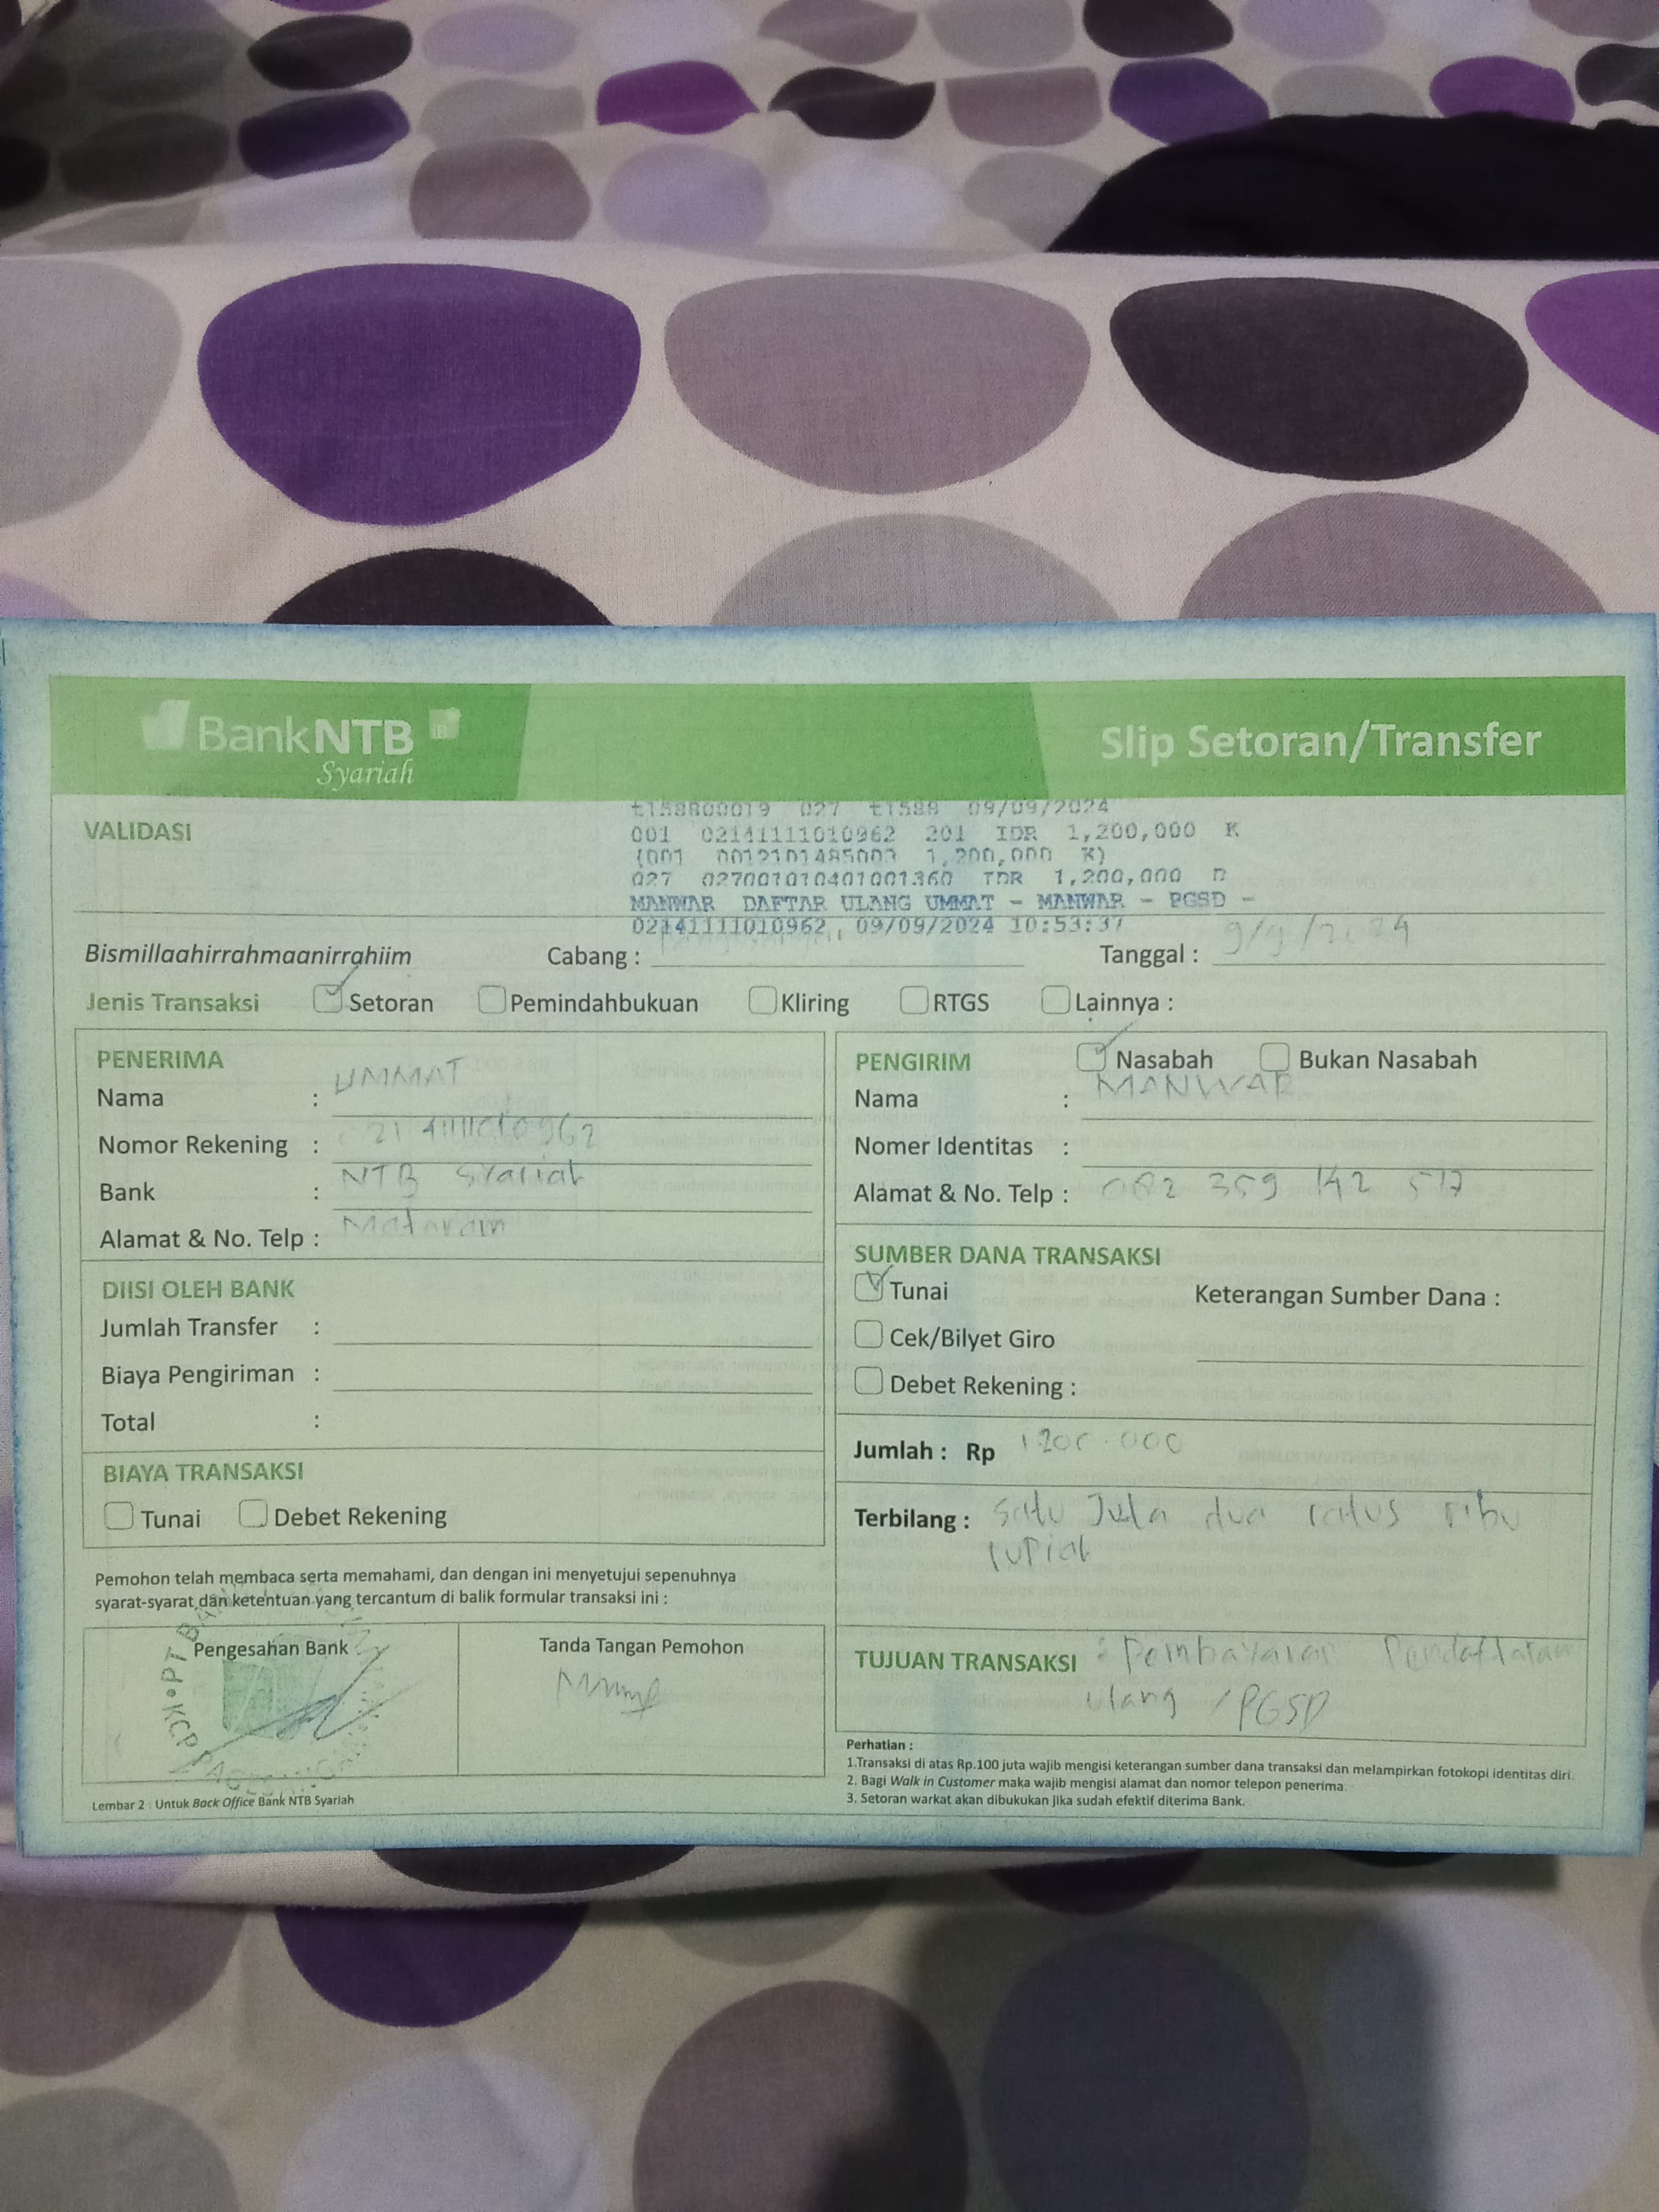 BankNTB
Syariah
Slip Setoran/Transfer
VALIDASI
t158800019 027 t1588 09/09/2024
001 02141111010962 201 IDR 1,200,000 K
(001 0012101485003 1,200,000 K)
027 027001010401001360 IDR 1,200,000 D
MANWAR DAFTAR ULANG UMMAT - MANWAR - PGSD -
02141111010962, 09/09/2024 10:53:37
Bismillaahirrahmaanirrahiim Cabang : Tanggal : 9/9/2024
Jenis Transaksi Setoran Pemindahbukuan Kliring RTGS Lainnya :
PENERIMA
Nama : UMMAT
Nomor Rekening : 02141111010962
Bank : NTB Syariah
Alamat & No. Telp : Mataram
DIISI OLEH BANK
Jumlah Transfer :
Biaya Pengiriman :
Total :
BIAYA TRANSAKSI
Tunai Debet Rekening
Pemohon telah membaca serta memahami, dan dengan ini menyetujui sepenuhnya
syarat-syarat dan ketentuan yang tercantum di balik formular transaksi ini :
Pengesahan Bank Tanda Tangan Pemohon
PT BANK
KCP
Lembar 2 : Untuk Back Office Bank NTB Syariah
PENGIRIM Nasabah Bukan Nasabah
Nama : MANWAR
Nomer Identitas :
Alamat & No. Telp : 082 359 142 517
SUMBER DANA TRANSAKSI
Tunai Keterangan Sumber Dana :
Cek/Bilyet Giro
Debet Rekening :
Jumlah : Rp 1.200.000
Terbilang : Satu Juta dua ratus ribu
rupiah
TUJUAN TRANSAKSI : Pembayaran Pendaftaran
ulang /PGSD
Perhatian :
1.Transaksi di atas Rp.100 juta wajib mengisi keterangan sumber dana transaksi dan melampirkan fotokopi identitas diri.
2. Bagi Walk in Customer maka wajib mengisi alamat dan nomor telepon penerima.
3. Setoran warkat akan dibukukan jika sudah efektif diterima Bank.